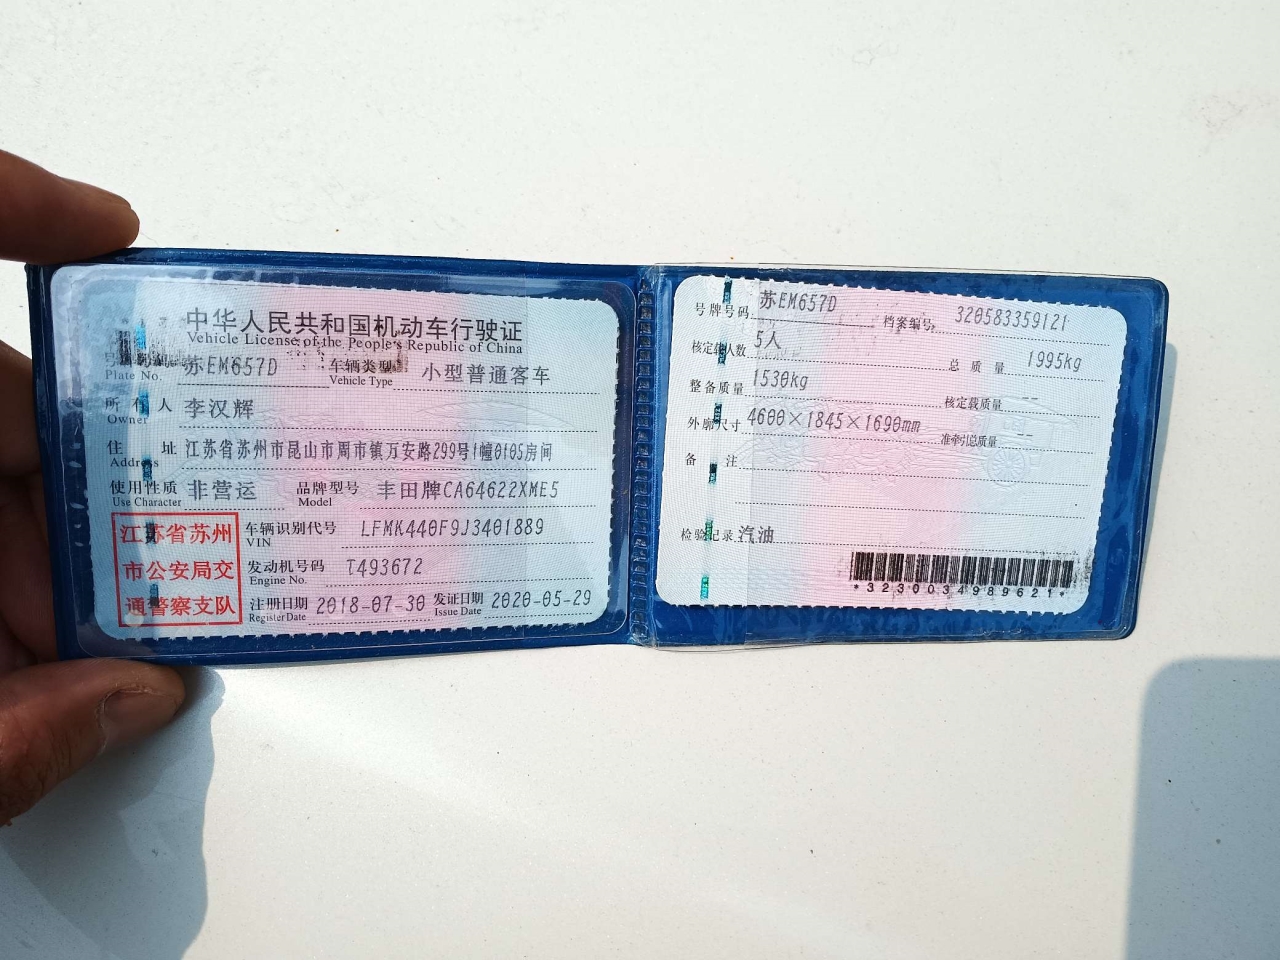 中华人民共和国机动车行驶证
Vehicle License of the People's Republic of China
号牌号码 苏EM657D 车辆类型 小型普通客车
Plate No. Vehicle Type
所有人 李汉辉
Owner
住址 江苏省苏州市昆山市周市镇万安路299号1幢0105房间
Address
使用性质 非营运 品牌型号 丰田牌CA64622XME5
Use Character Model
江苏省苏州
市公安局交
通警察支队
车辆识别代号 LFMK440F9J3401889
VIN
发动机号码 T493672
Engine No.
注册日期 2018-07-30 发证日期 2020-05-29
Register Date Issue Date
号牌号码 苏EM657D 档案编号 320583359121
核定载人数 5人 总质量 1995kg
整备质量 1530kg 核定载质量 --
外廓尺寸 4600×1845×1690mm 准牵引总质量 --
备注
检验记录 汽油
*3230034989621*